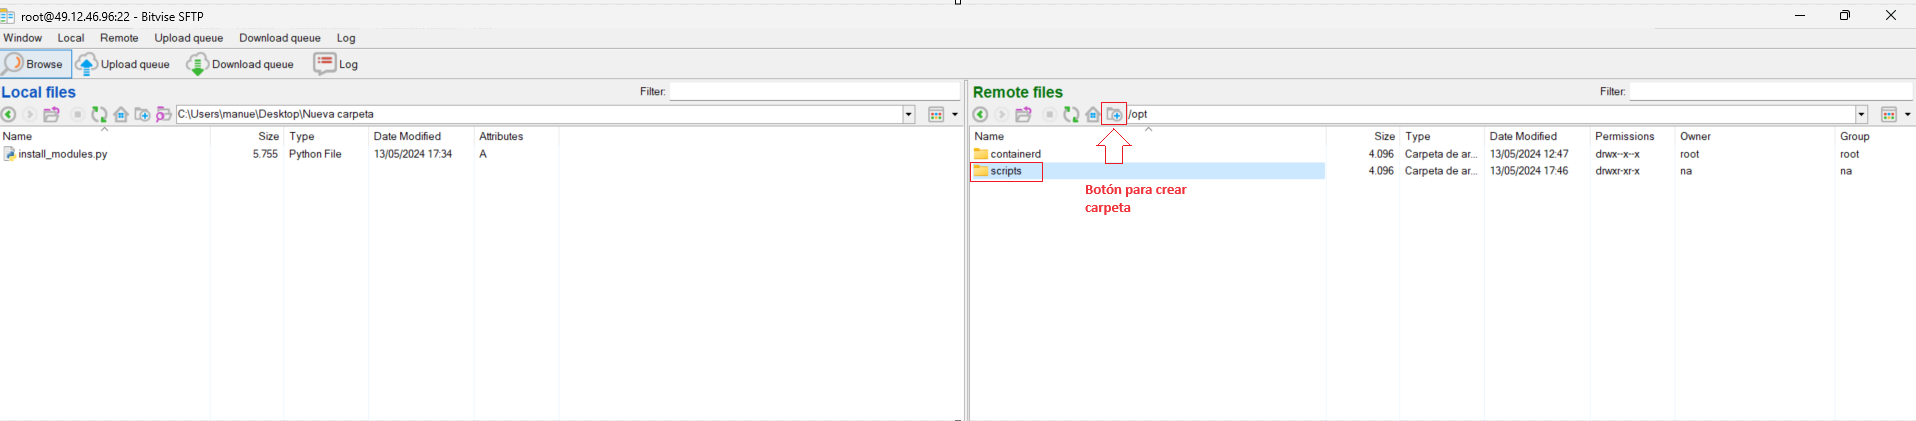 root@49.12.46.96:22 - Bitvise SFTP
Window Local Remote Upload queue Download queue Log
Browse Upload queue Download queue Log
Local files Filter:
C:\Users\manue\Desktop\Nueva carpeta
Name Size Type Date Modified Attributes
install_modules.py 5.755 Python File 13/05/2024 17:34 A
Remote files Filter:
/opt
Name Size Type Date Modified Permissions Owner Group
containerd 4.096 Carpeta de ar... 13/05/2024 12:47 drwx--x--x root root
scripts 4.096 Carpeta de ar... 13/05/2024 17:46 drwxr-xr-x na na
Botón para crear
carpeta